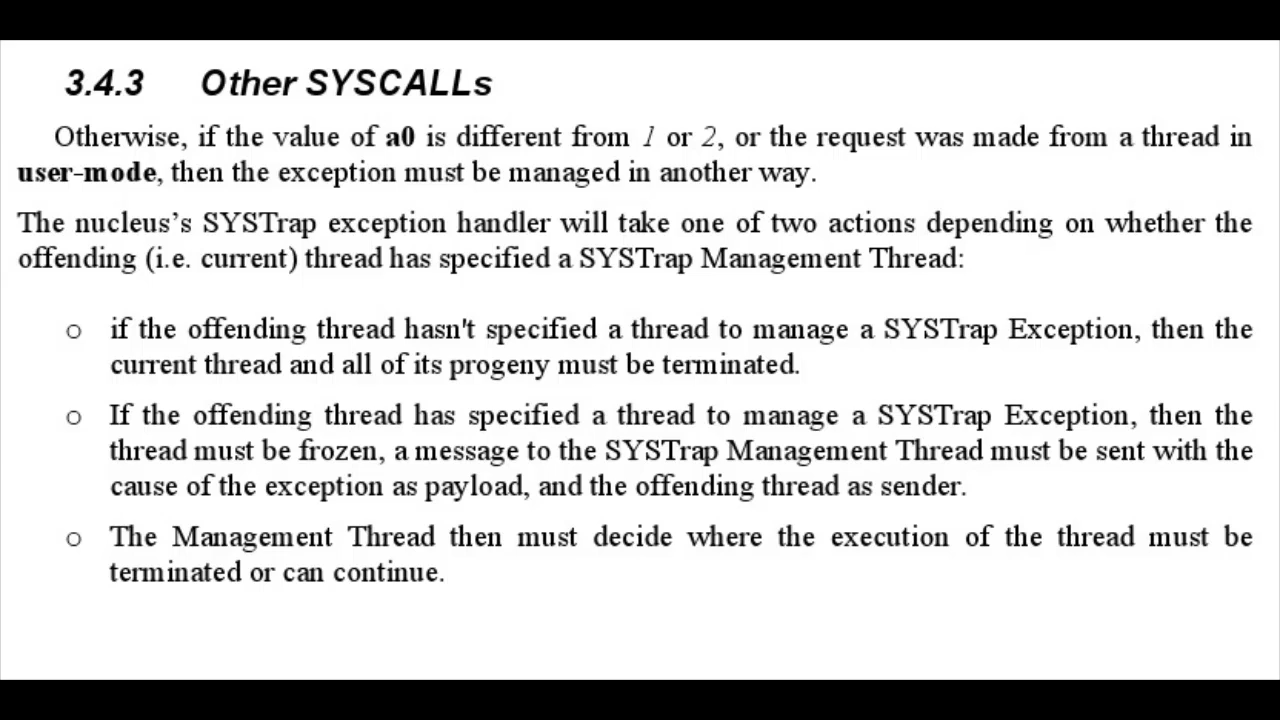 3.4.3 Other SYSCALLs
Otherwise, if the value of a0 is different from 1 or 2, or the request was made from a thread in
user-mode, then the exception must be managed in another way.
The nucleus's SYSTrap exception handler will take one of two actions depending on whether the
offending (i.e. current) thread has specified a SYSTrap Management Thread:
o if the offending thread hasn't specified a thread to manage a SYSTrap Exception, then the
current thread and all of its progeny must be terminated.
o If the offending thread has specified a thread to manage a SYSTrap Exception, then the
thread must be frozen, a message to the SYSTrap Management Thread must be sent with the
cause of the exception as payload, and the offending thread as sender.
o The Management Thread then must decide where the execution of the thread must be
terminated or can continue.